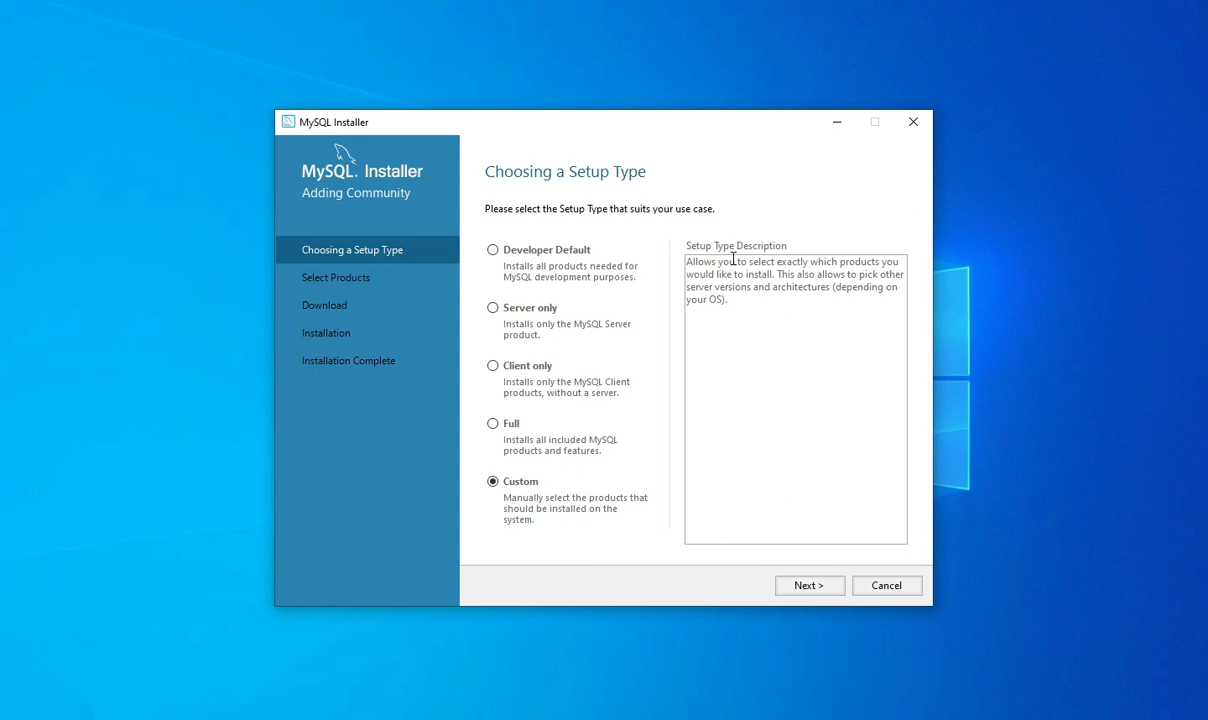 MySQL Installer
MySQL. Installer
Adding Community
Choosing a Setup Type
Select Products
Download
Installation
Installation Complete
Choosing a Setup Type
Please select the Setup Type that suits your use case.
Developer Default
Installs all products needed for
MySQL development purposes.
Server only
Installs only the MySQL Server
product.
Client only
Installs only the MySQL Client
products, without a server.
Full
Installs all included MySQL
products and features.
Custom
Manually select the products that
should be installed on the
system.
Setup Type Description
Allows you to select exactly which products you
would like to install. This also allows to pick other
server versions and architectures (depending on
your OS).
Next >
Cancel